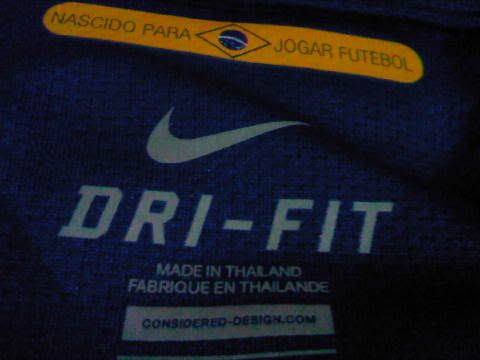 NASCIDO PARA JOGAR FUTEBOL
DRI-FIT
MADE IN THAILAND
FABRIQUE EN THAILANDE
CONSIDERED-DESIGN.COM